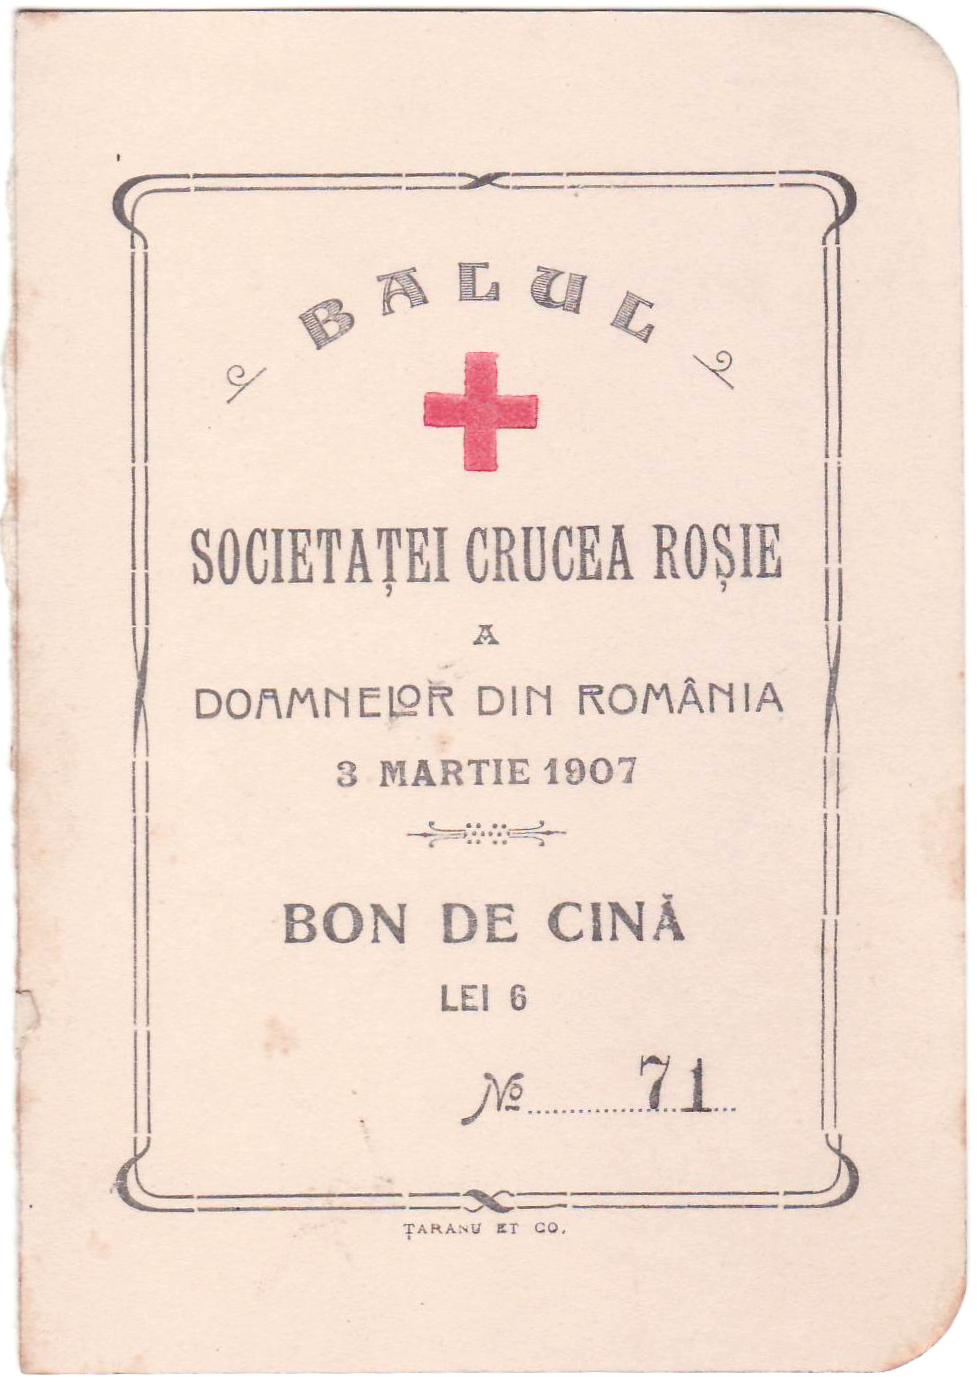 BALUL
SOCIETAȚEI CRUCEA ROȘIE
A
DOAMNELOR DIN ROMÂNIA
3 MARTIE 1907
BON DE CINĂ
LEI 6
No 71
ȚARANU ET CO.